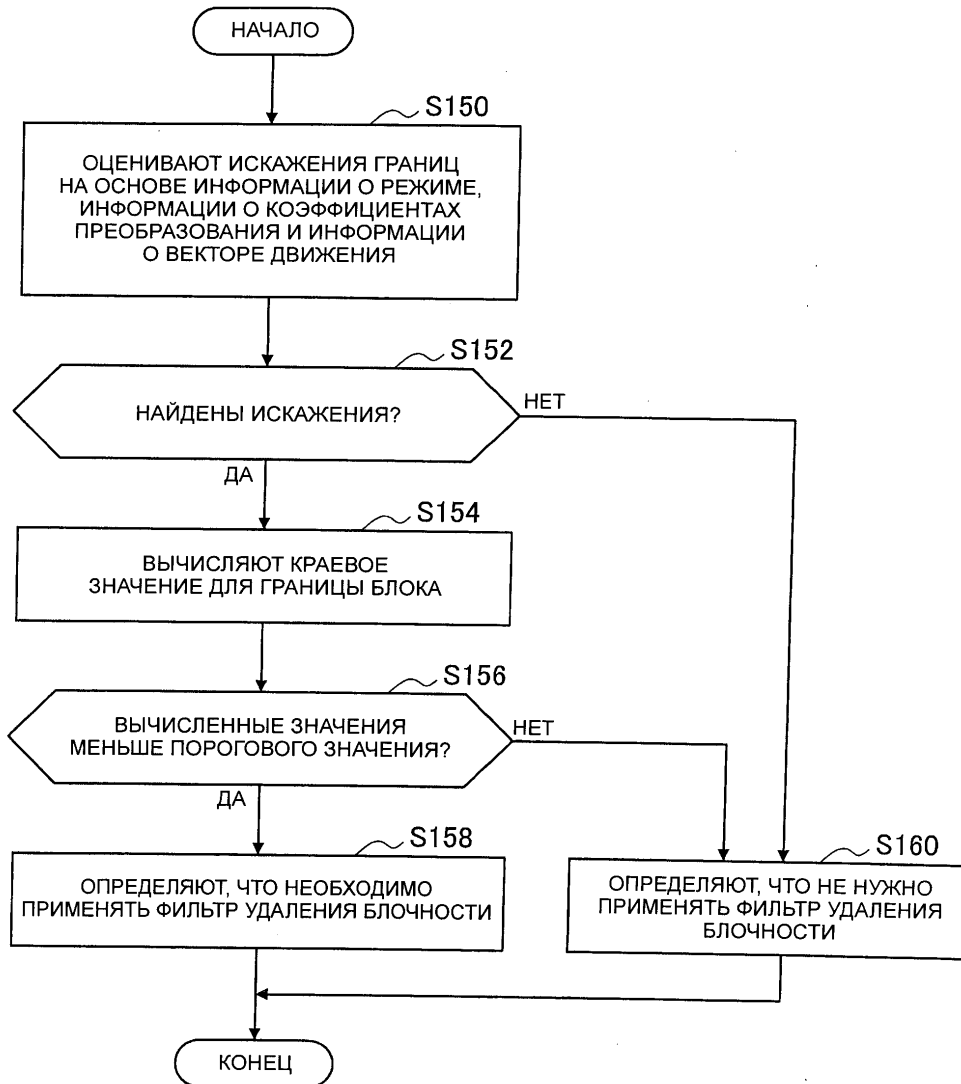 НАЧАЛО
S150
ОЦЕНИВАЮТ ИСКАЖЕНИЯ ГРАНИЦ
НА ОСНОВЕ ИНФОРМАЦИИ О РЕЖИМЕ,
ИНФОРМАЦИИ О КОЭФФИЦИЕНТАХ
ПРЕОБРАЗОВАНИЯ И ИНФОРМАЦИИ
О ВЕКТОРЕ ДВИЖЕНИЯ
S152
НАЙДЕНЫ ИСКАЖЕНИЯ?
НЕТ
ДА
S154
ВЫЧИСЛЯЮТ КРАЕВОЕ
ЗНАЧЕНИЕ ДЛЯ ГРАНИЦЫ БЛОКА
S156
ВЫЧИСЛЕННЫЕ ЗНАЧЕНИЯ
МЕНЬШЕ ПОРОГОВОГО ЗНАЧЕНИЯ?
НЕТ
ДА
S158
ОПРЕДЕЛЯЮТ, ЧТО НЕОБХОДИМО
ПРИМЕНЯТЬ ФИЛЬТР УДАЛЕНИЯ БЛОЧНОСТИ
S160
ОПРЕДЕЛЯЮТ, ЧТО НЕ НУЖНО
ПРИМЕНЯТЬ ФИЛЬТР УДАЛЕНИЯ
БЛОЧНОСТИ
КОНЕЦ